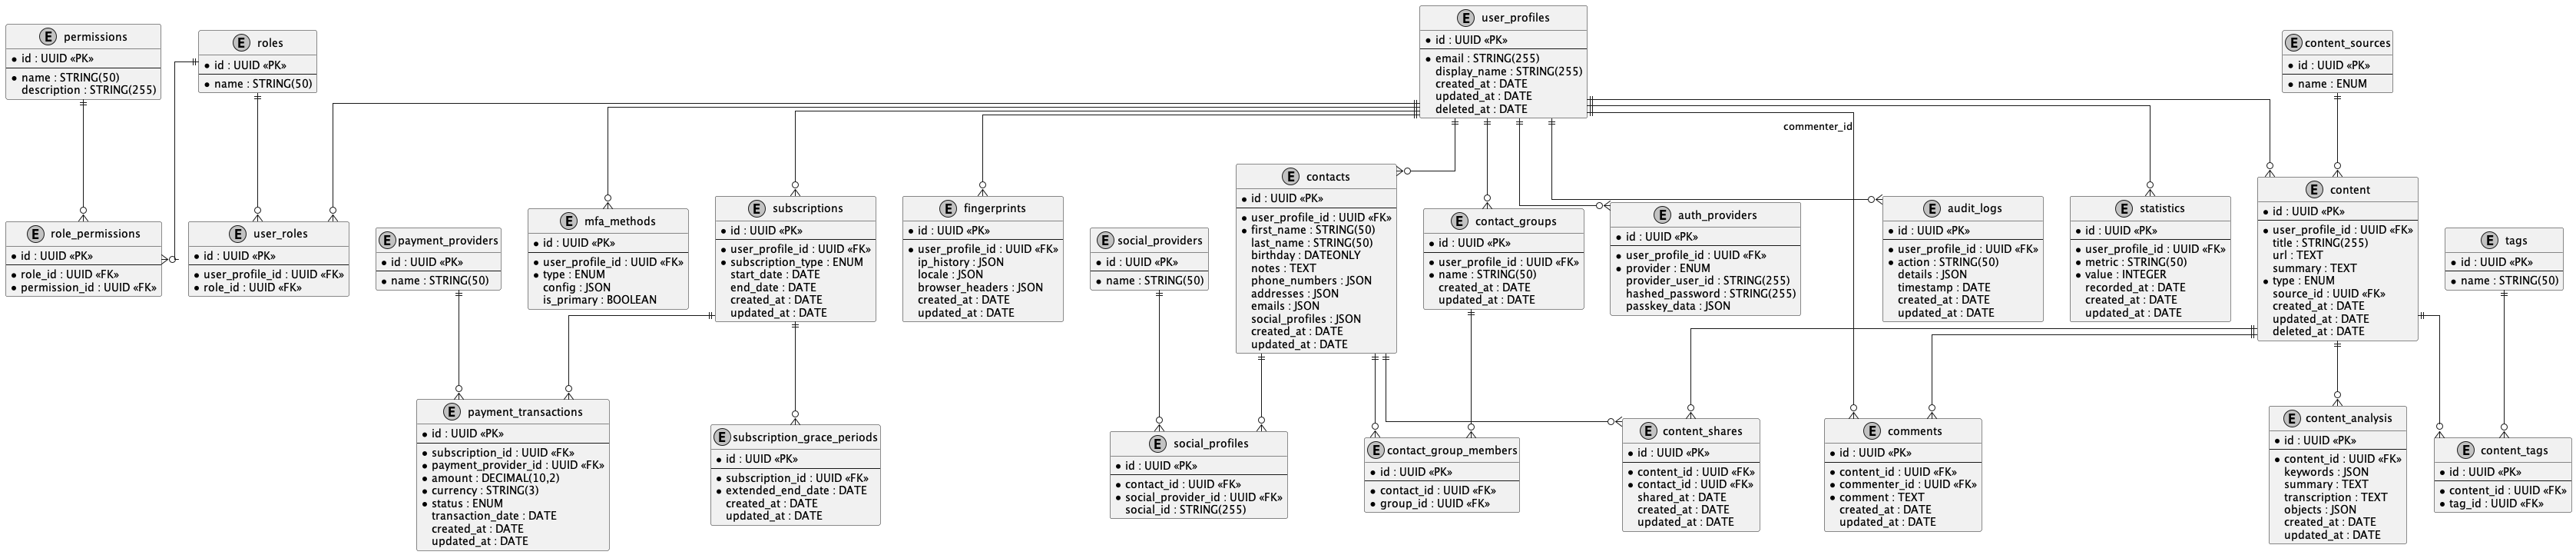 E permissions
* id : UUID «PK»
* name : STRING(50)
description : STRING(255)
E roles
* id : UUID «PK»
* name : STRING(50)
E user_profiles
* id : UUID «PK»
* email : STRING(255)
display_name : STRING(255)
created_at : DATE
updated_at : DATE
deleted_at : DATE
E content_sources
* id : UUID «PK»
* name : ENUM
commenter_id
E role_permissions
* id : UUID «PK»
* role_id : UUID «FK»
* permission_id : UUID «FK»
E user_roles
* id : UUID «PK»
* user_profile_id : UUID «FK»
* role_id : UUID «FK»
E payment_providers
* id : UUID «PK»
* name : STRING(50)
E mfa_methods
* id : UUID «PK»
* user_profile_id : UUID «FK»
* type : ENUM
config : JSON
is_primary : BOOLEAN
E subscriptions
* id : UUID «PK»
* user_profile_id : UUID «FK»
* subscription_type : ENUM
start_date : DATE
end_date : DATE
created_at : DATE
updated_at : DATE
E fingerprints
* id : UUID «PK»
* user_profile_id : UUID «FK»
ip_history : JSON
locale : JSON
browser_headers : JSON
created_at : DATE
updated_at : DATE
E social_providers
* id : UUID «PK»
* name : STRING(50)
E contacts
* id : UUID «PK»
* user_profile_id : UUID «FK»
* first_name : STRING(50)
last_name : STRING(50)
birthday : DATEONLY
notes : TEXT
phone_numbers : JSON
addresses : JSON
emails : JSON
social_profiles : JSON
created_at : DATE
updated_at : DATE
E contact_groups
* id : UUID «PK»
* user_profile_id : UUID «FK»
* name : STRING(50)
created_at : DATE
updated_at : DATE
E auth_providers
* id : UUID «PK»
* user_profile_id : UUID «FK»
* provider : ENUM
provider_user_id : STRING(255)
hashed_password : STRING(255)
passkey_data : JSON
E audit_logs
* id : UUID «PK»
* user_profile_id : UUID «FK»
* action : STRING(50)
details : JSON
timestamp : DATE
created_at : DATE
updated_at : DATE
E statistics
* id : UUID «PK»
* user_profile_id : UUID «FK»
* metric : STRING(50)
* value : INTEGER
recorded_at : DATE
created_at : DATE
updated_at : DATE
E content
* id : UUID «PK»
* user_profile_id : UUID «FK»
title : STRING(255)
url : TEXT
summary : TEXT
* type : ENUM
source_id : UUID «FK»
created_at : DATE
updated_at : DATE
deleted_at : DATE
E tags
* id : UUID «PK»
* name : STRING(50)
E payment_transactions
* id : UUID «PK»
* subscription_id : UUID «FK»
* payment_provider_id : UUID «FK»
* amount : DECIMAL(10,2)
* currency : STRING(3)
* status : ENUM
transaction_date : DATE
created_at : DATE
updated_at : DATE
E subscription_grace_periods
* id : UUID «PK»
* subscription_id : UUID «FK»
* extended_end_date : DATE
created_at : DATE
updated_at : DATE
E social_profiles
* id : UUID «PK»
* contact_id : UUID «FK»
* social_provider_id : UUID «FK»
social_id : STRING(255)
E contact_group_members
* id : UUID «PK»
* contact_id : UUID «FK»
* group_id : UUID «FK»
E content_shares
* id : UUID «PK»
* content_id : UUID «FK»
* contact_id : UUID «FK»
shared_at : DATE
created_at : DATE
updated_at : DATE
E comments
* id : UUID «PK»
* content_id : UUID «FK»
* commenter_id : UUID «FK»
* comment : TEXT
created_at : DATE
updated_at : DATE
E content_analysis
* id : UUID «PK»
* content_id : UUID «FK»
keywords : JSON
summary : TEXT
transcription : TEXT
objects : JSON
created_at : DATE
updated_at : DATE
E content_tags
* id : UUID «PK»
* content_id : UUID «FK»
* tag_id : UUID «FK»